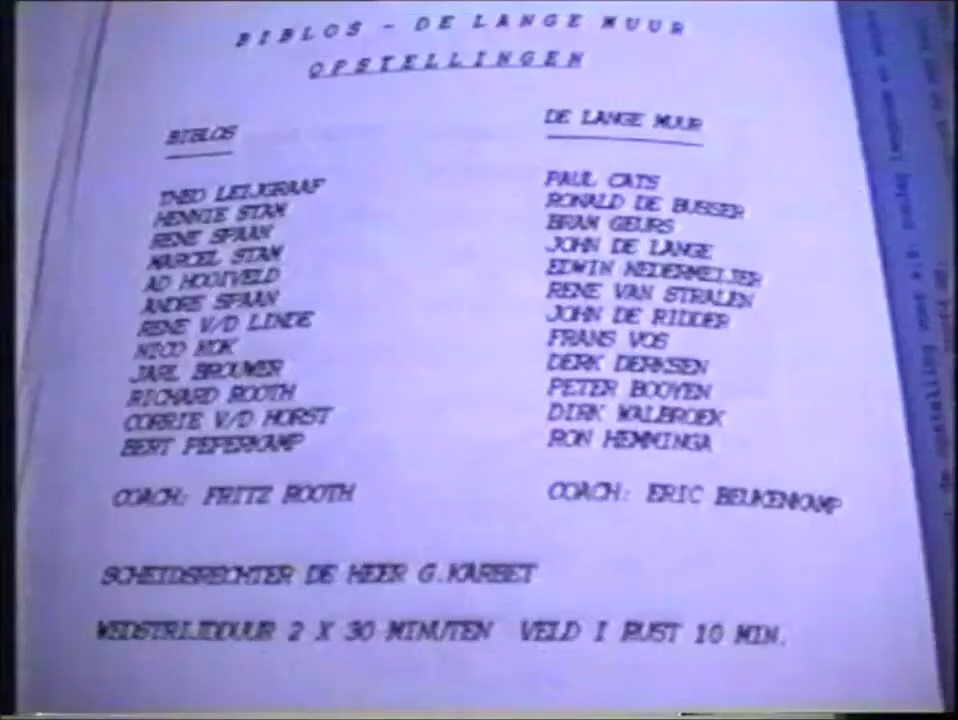 BIBLOS - DE LANGE MUUR
OPSTELLINGEN
BIBLOS
THEO LEIJGRAAF
HENNIE STAM
RENE SPAAN
MARCEL STAM
AD HOOIVELD
ANDRE SPAAN
RENE V/D LINDE
NICO KOK
JARL BROUWER
RICHARD ROOTH
CORRIE V/D HORST
BERT PEPERKAMP
COACH: FRITZ ROOTH
DE LANGE MUUR
PAUL CATS
RONALD DE BUSSER
BRAM GEURS
JOHN DE LANGE
EDWIN NEDERMEIJER
RENE VAN STRALEN
JOHN DE RIDDER
FRANS VOS
DERK DERKSEN
PETER BOOYEN
DIRK WALBROEK
RON HEMMINGA
COACH: ERIC BEUKENKAMP
SCHEIDSRECHTER DE HEER G.KARBET
WEDSTRIJDDUUR 2 X 30 MINUTEN VELD I RUST 10 MIN.